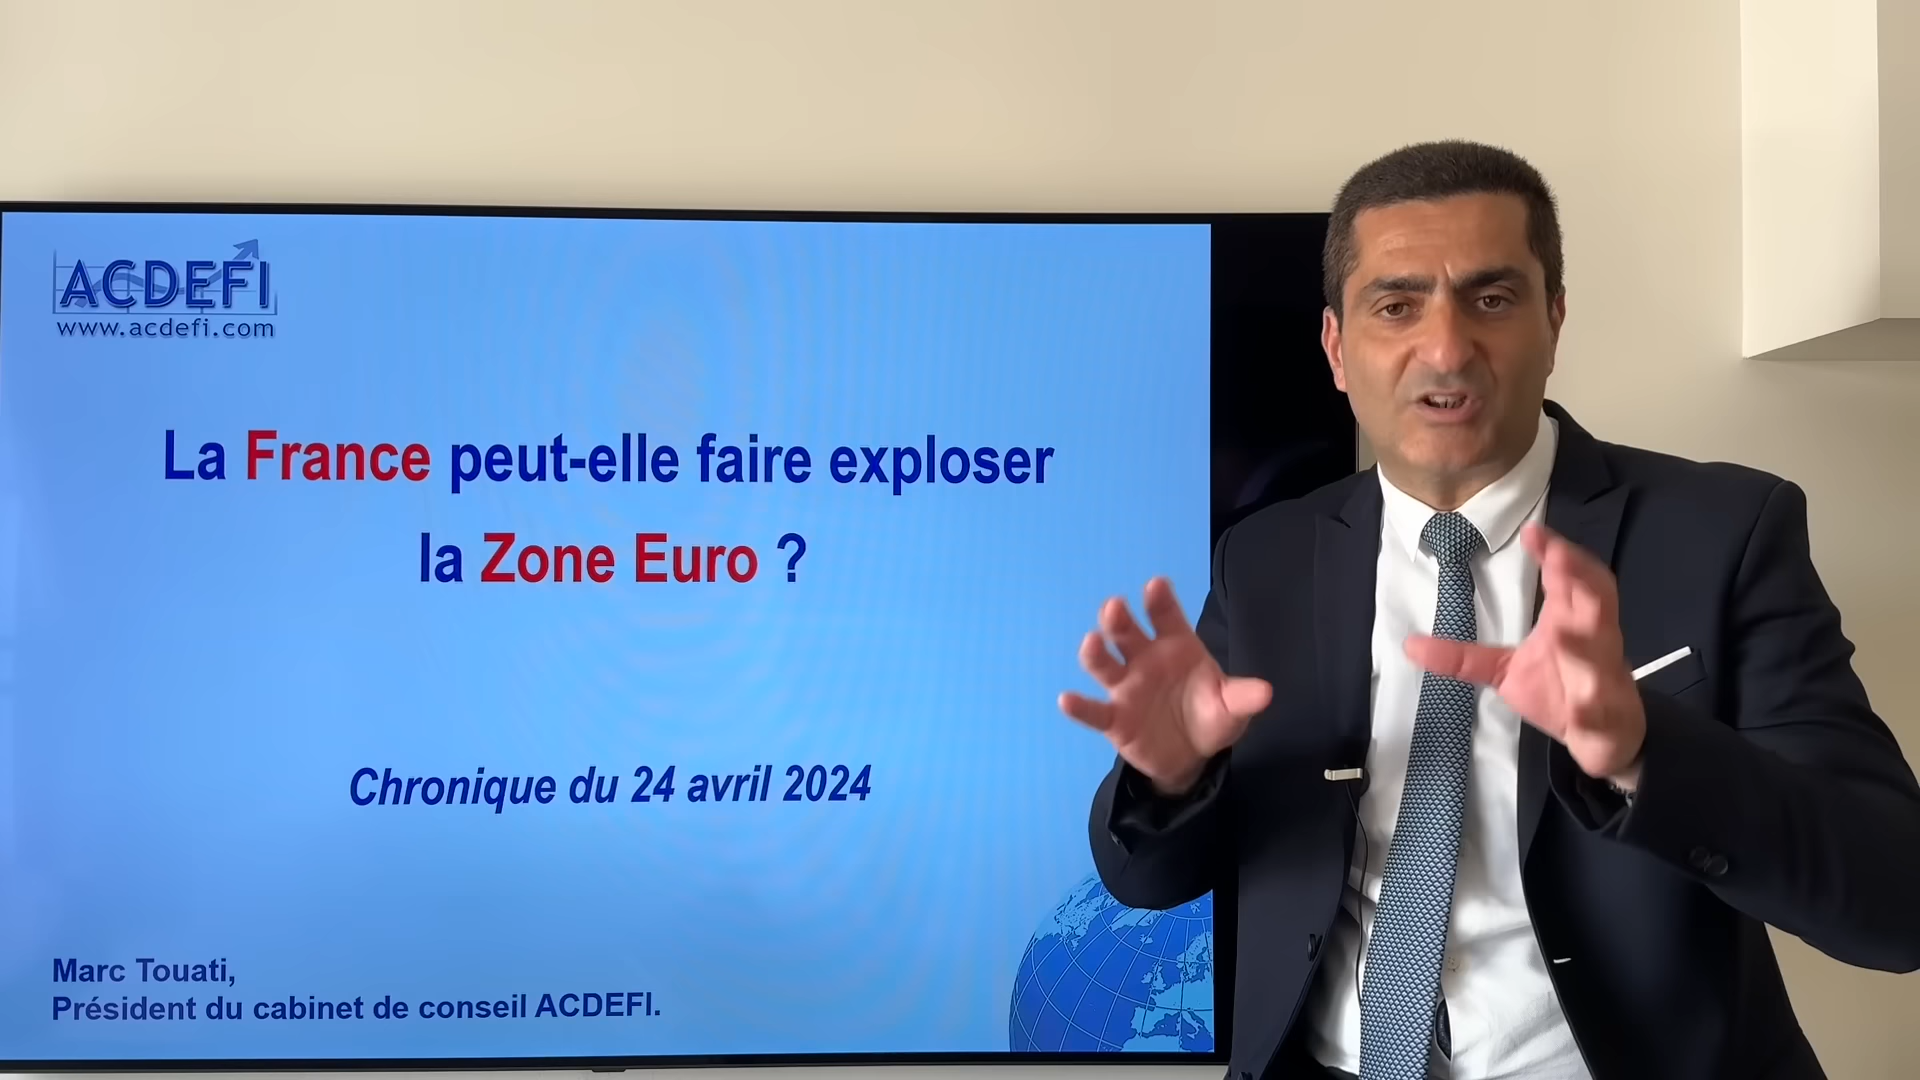 ACDEFI
www.acdefi.com
La France peut-elle faire exploser
la Zone Euro ?
Chronique du 24 avril 2024
Marc Touati,
Président du cabinet de conseil ACDEFI.